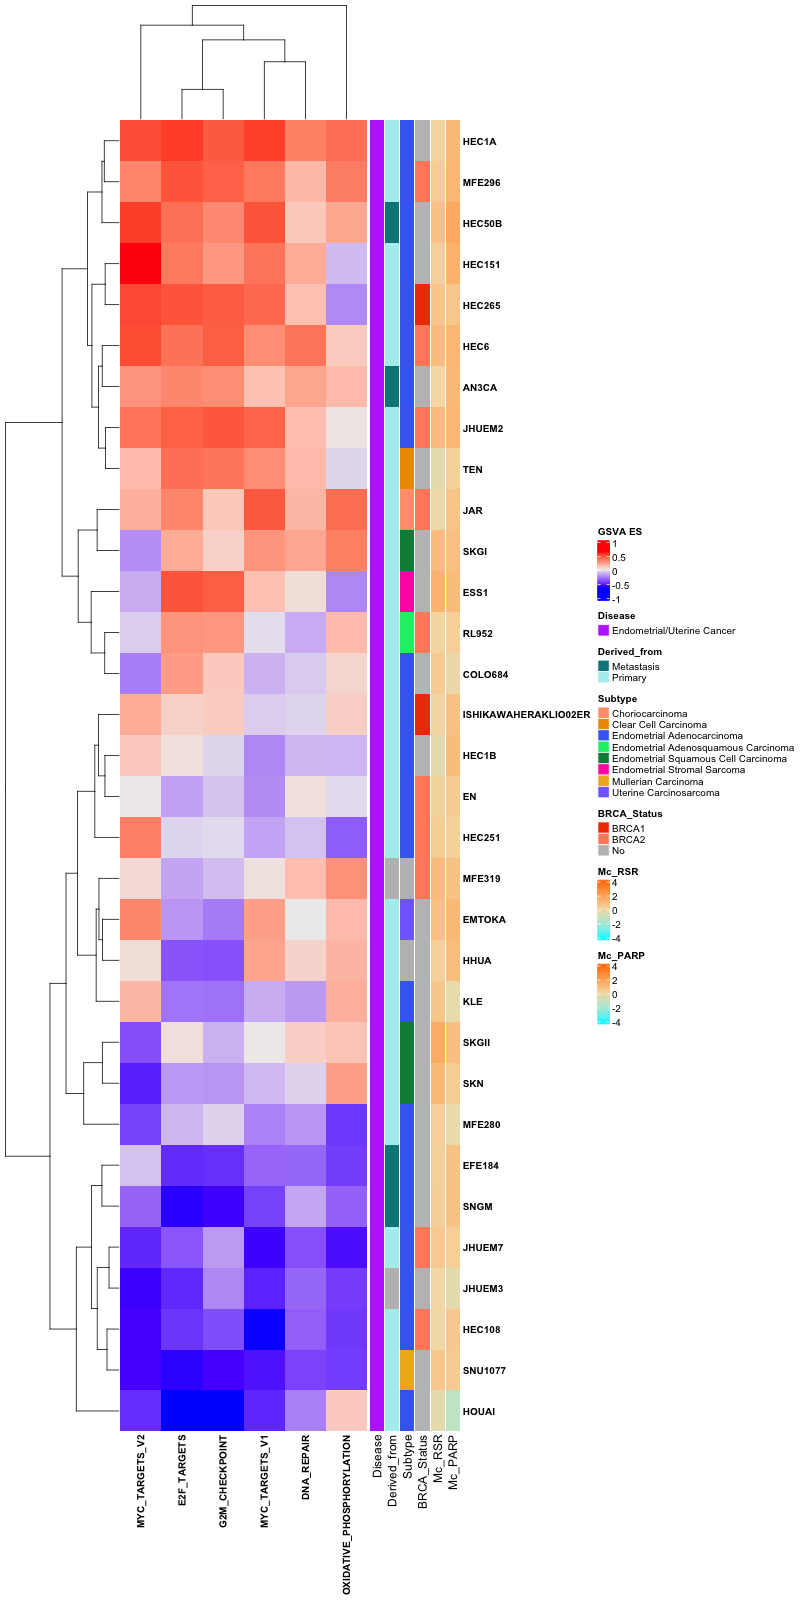 HEC1A
MFE296
HEC50B
HEC151
HEC265
HEC6
AN3CA
JHUEM2
TEN
JAR
SKGI
ESS1
RL952
COLO684
ISHIKAWAHERAKLIO02ER
HEC1B
EN
HEC251
MFE319
EMTOKA
HHUA
KLE
SKGII
SKN
MFE280
EFE184
SNGM
JHUEM7
JHUEM3
HEC108
SNU1077
HOUAI
MYC_TARGETS_V2
E2F_TARGETS
G2M_CHECKPOINT
MYC_TARGETS_V1
DNA_REPAIR
OXIDATIVE_PHOSPHORYLATION
Disease
Derived_from
Subtype
BRCA_Status
Mc_RSR
Mc_PARP
GSVA ES
1
0.5
0
-0.5
-1
Disease
Endometrial/Uterine Cancer
Derived_from
Metastasis
Primary
Subtype
Choriocarcinoma
Clear Cell Carcinoma
Endometrial Adenocarcinoma
Endometrial Adenosquamous Carcinoma
Endometrial Squamous Cell Carcinoma
Endometrial Stromal Sarcoma
Mullerian Carcinoma
Uterine Carcinosarcoma
BRCA_Status
BRCA1
BRCA2
No
Mc_RSR
4
2
0
-2
-4
Mc_PARP
4
2
0
-2
-4